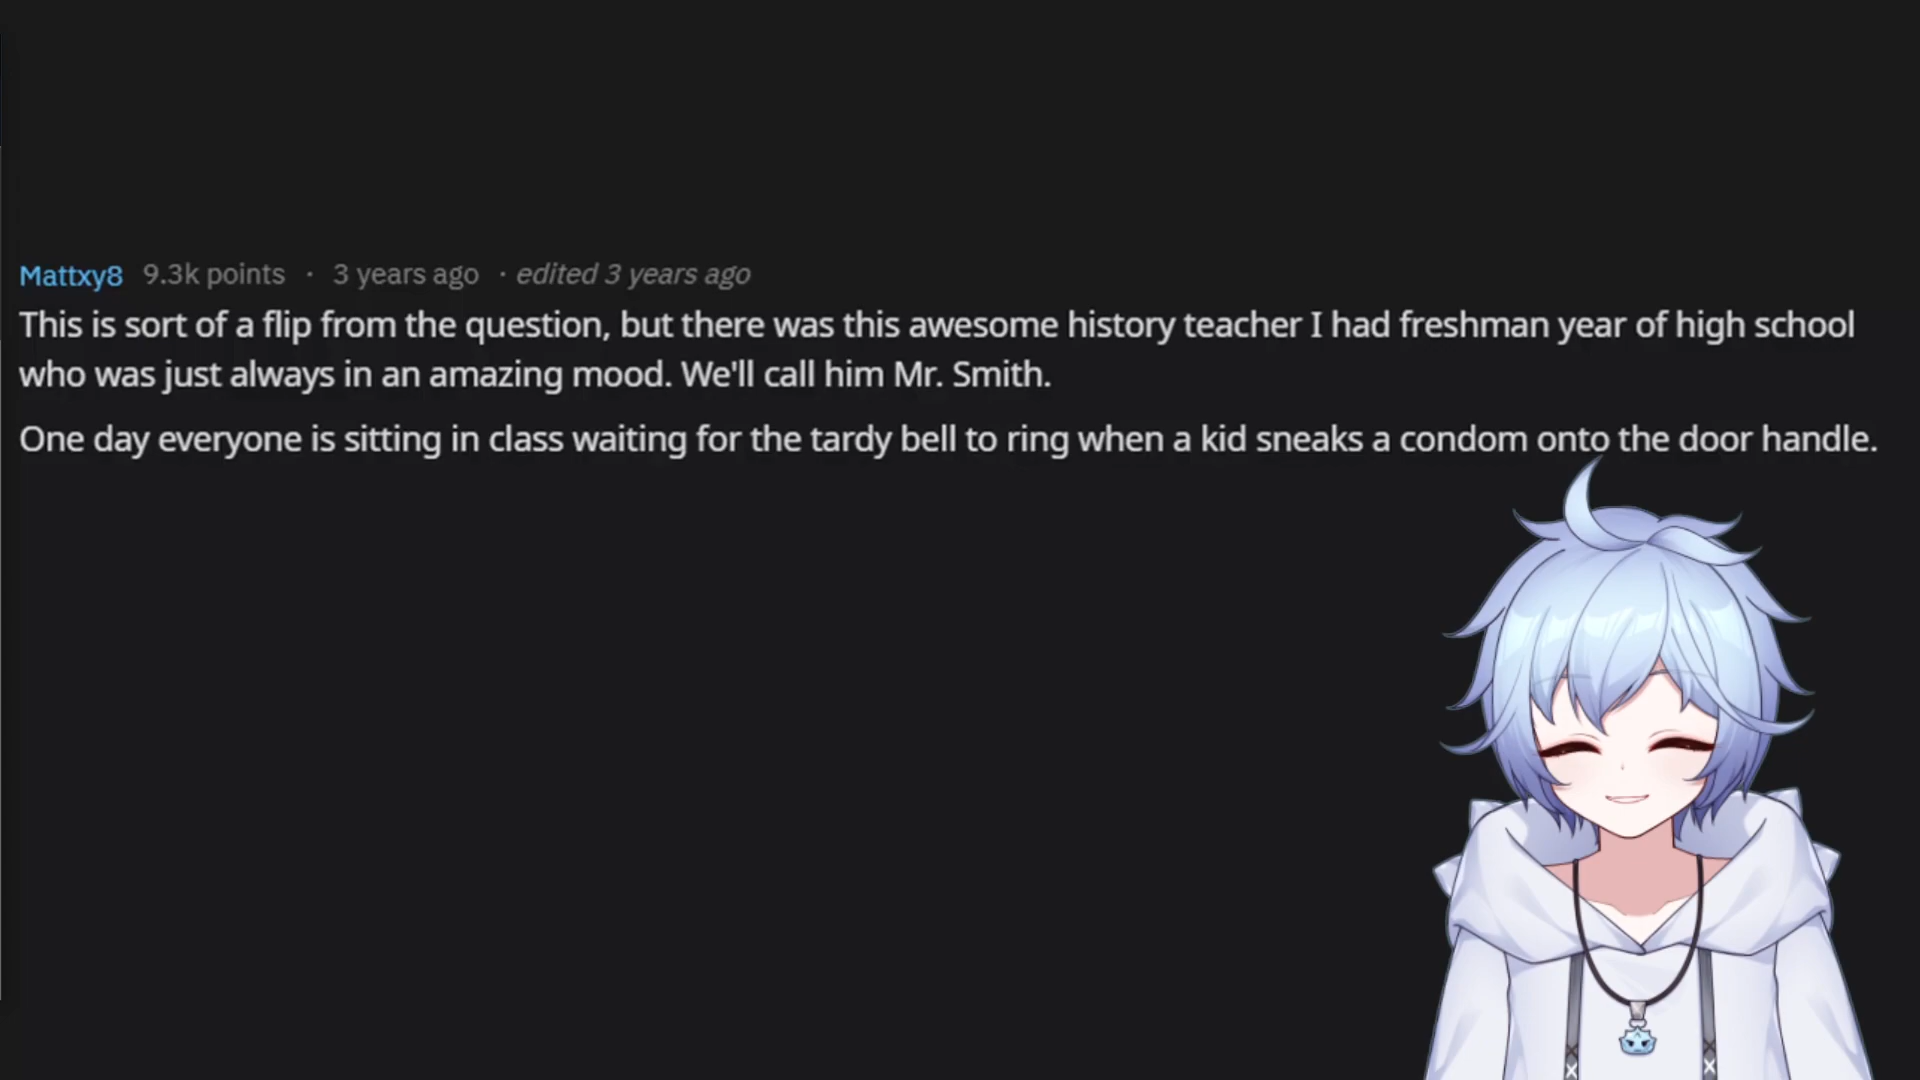 Mattxy8 9.3k points · 3 years ago · edited 3 years ago
This is sort of a flip from the question, but there was this awesome history teacher I had freshman year of high school
who was just always in an amazing mood. We'll call him Mr. Smith.
One day everyone is sitting in class waiting for the tardy bell to ring when a kid sneaks a condom onto the door handle.